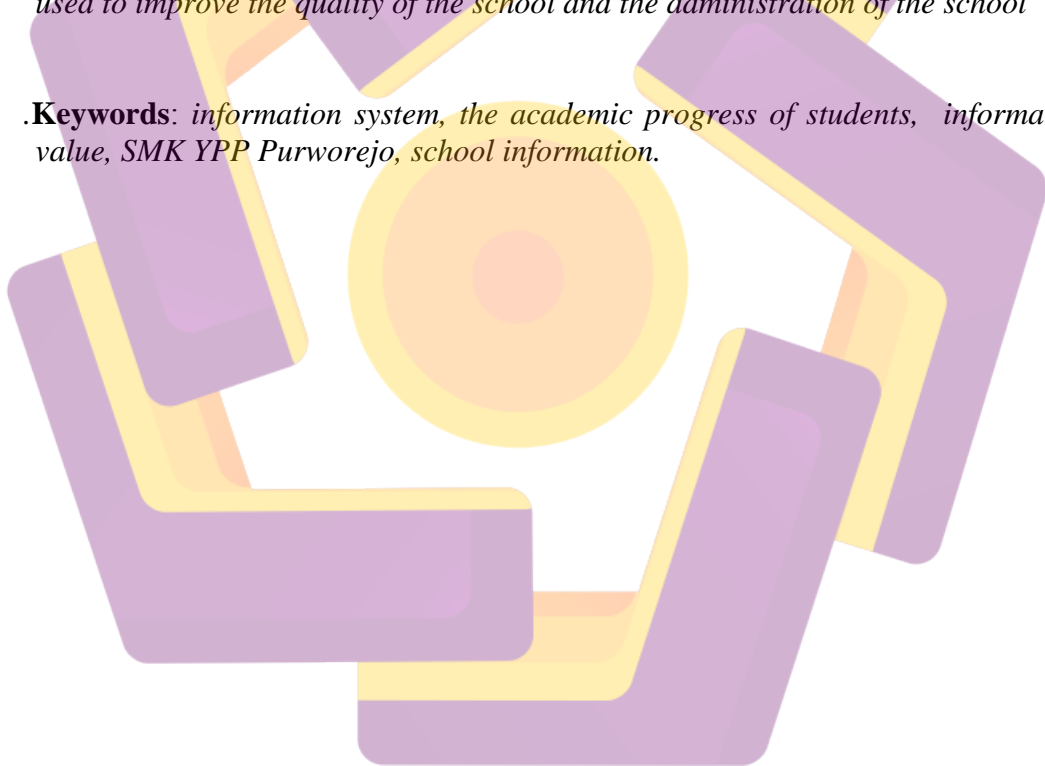 used to improve the quality of the school and the administration of the school
.Keywords: information system, the academic progress of students, informa
value, SMK YPP Purworejo, school information.